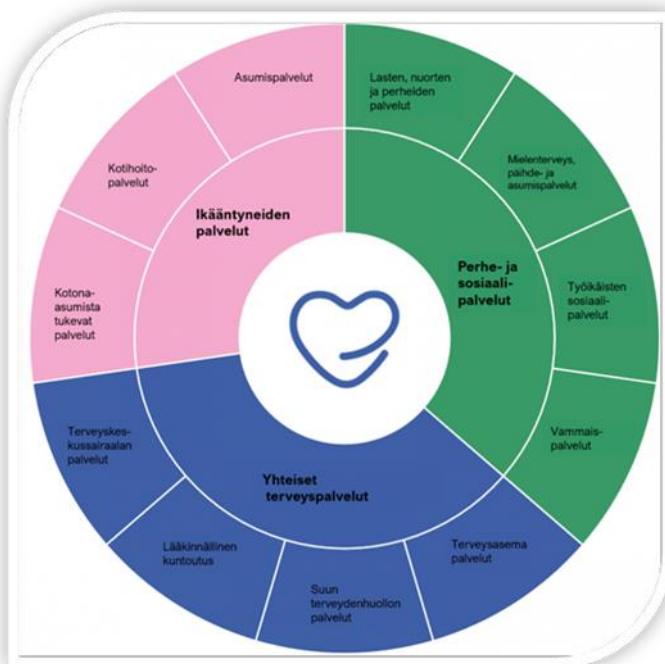 Asumispalvelut
Lasten, nuorten
ja perheiden
palvelut
Mielenterveys,
päihde- ja
asumispalvelut
Työikäisten
sosiaali-
palvelut
Vammais-
palvelut
Terveysasema
palvelut
Suun
terveydenhuollon
palvelut
Lääkinnällinen
kuntoutus
Terveyskes-
kussairaalan
palvelut
Kotona-
asumista
tukevat
palvelut
Kotihoito-
palvelut
Ikääntyneiden
palvelut
Perhe- ja
sosiaali-
palvelut
Yhteiset
terveyspalvelut